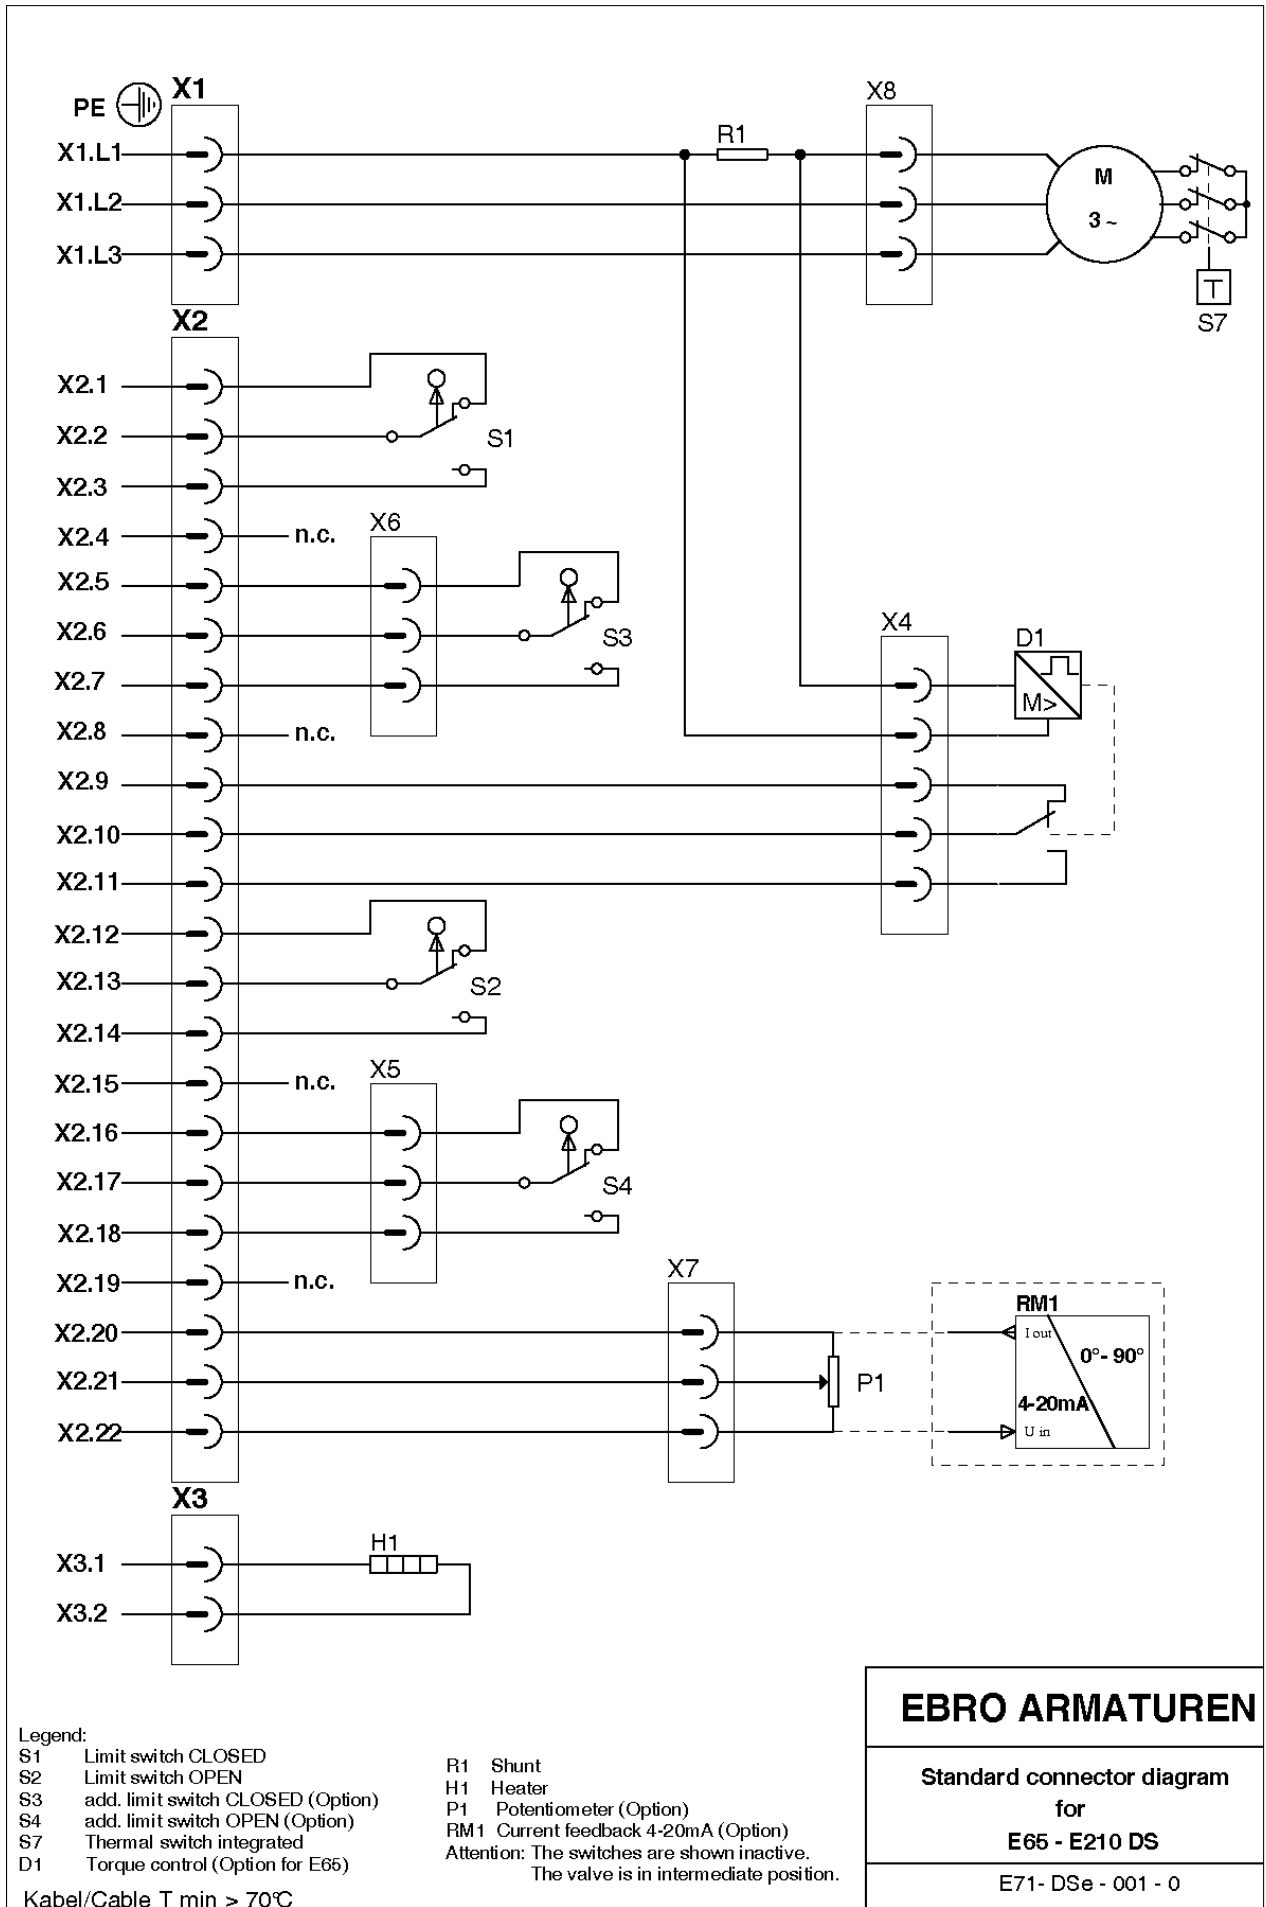 X1
PE
X8
X1.L1
R1
M
3 ~
X1.L2
X1.L3
T
S7
X2
X2.1
X2.2
S1
X2.3
X2.4
n.c.
X6
X2.5
X2.6
S3
X4
D1
X2.7
M>
X2.8
n.c.
X2.9
X2.10
X2.11
X2.12
X2.13
S2
X2.14
X2.15
n.c.
X5
X2.16
X2.17
S4
X2.18
X2.19
n.c.
X7
RM1
X2.20
I out
0°- 90°
X2.21
P1
4-20mA
X2.22
U in
X3
X3.1
H1
X3.2
Legend:
S1 Limit switch CLOSED
S2 Limit switch OPEN
S3 add. limit switch CLOSED (Option)
S4 add. limit switch OPEN (Option)
S7 Thermal switch integrated
D1 Torque control (Option for E65)
Kabel/Cable T min > 70°C
R1 Shunt
H1 Heater
P1 Potentiometer (Option)
RM1 Current feedback 4-20mA (Option)
Attention: The switches are shown inactive.
The valve is in intermediate position.
EBRO ARMATUREN
Standard connector diagram
for
E65 - E210 DS
E71- DSe - 001 - 0